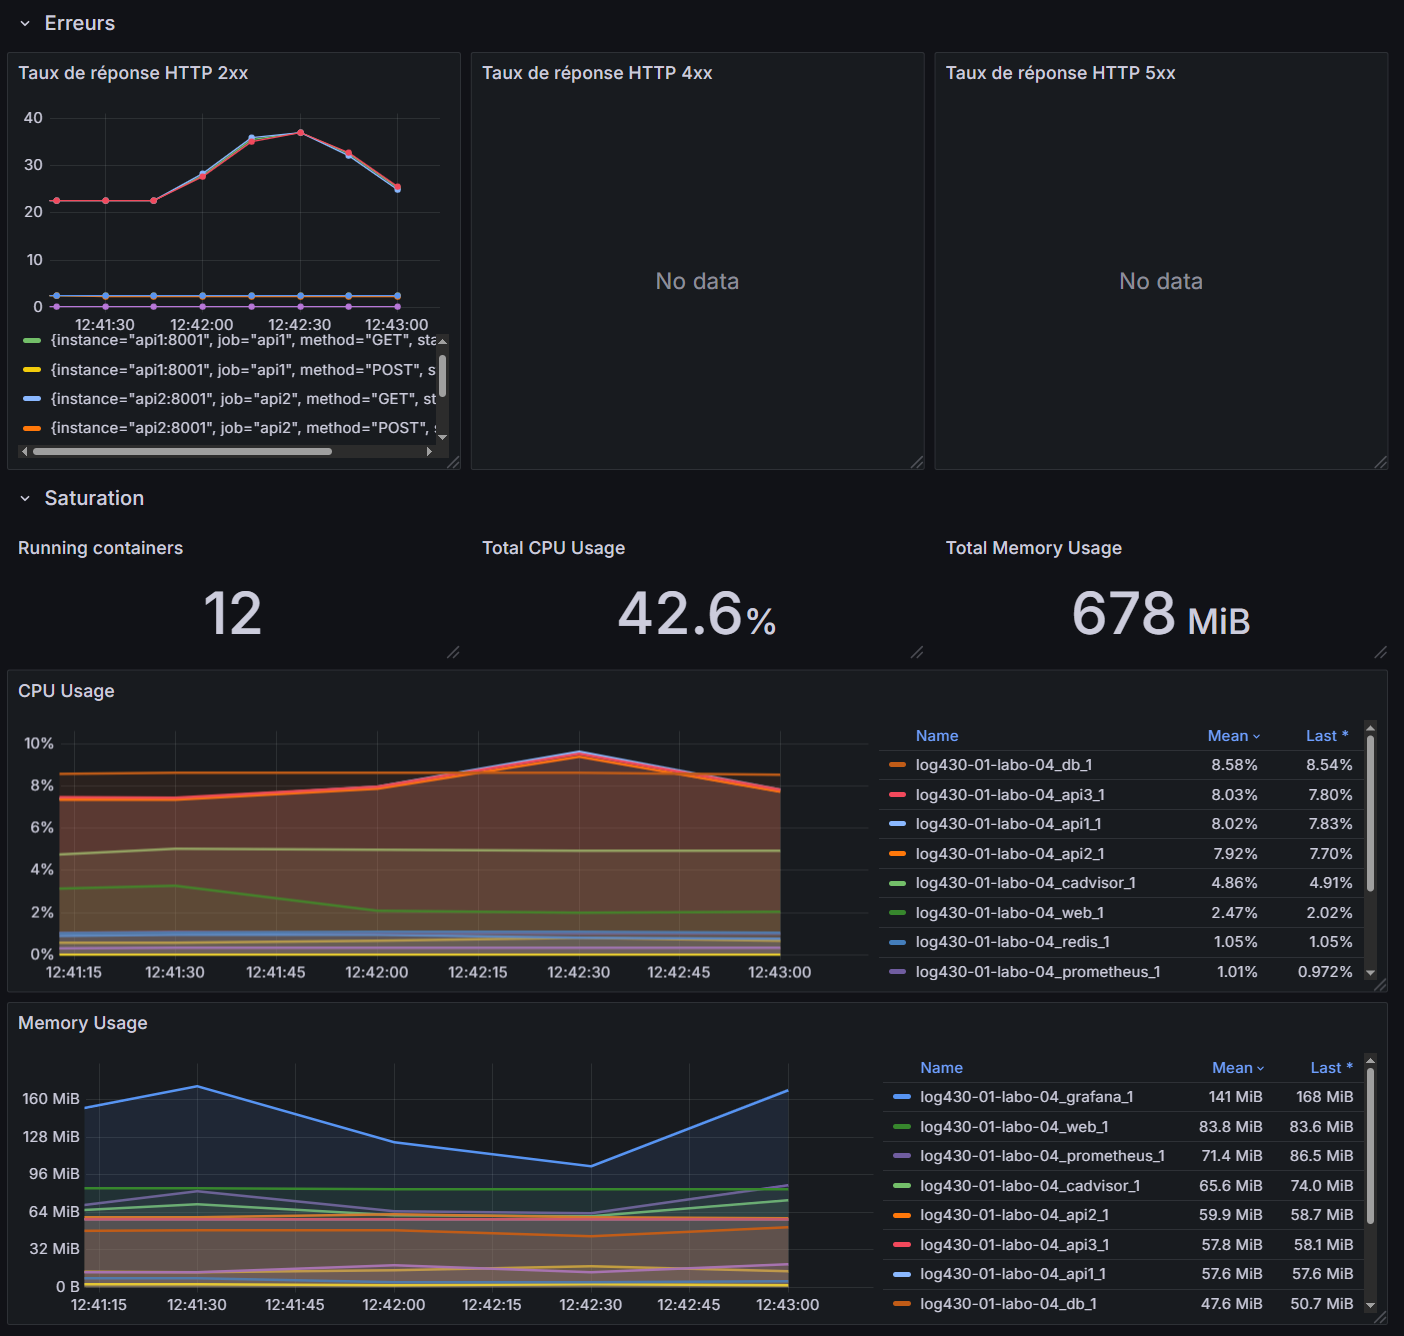 Erreurs
Taux de réponse HTTP 2xx
40
30
20
10
0
12:41:30 12:42:00 12:42:30 12:43:00
{instance="api1:8001", job="api1", method="GET", sta
{instance="api1:8001", job="api1", method="POST", s
{instance="api2:8001", job="api2", method="GET", st
{instance="api2:8001", job="api2", method="POST",
Taux de réponse HTTP 4xx
No data
Taux de réponse HTTP 5xx
No data
Saturation
Running containers
12
Total CPU Usage
42.6%
Total Memory Usage
678 MiB
CPU Usage
10%
8%
6%
4%
2%
0%
12:41:15 12:41:30 12:41:45 12:42:00 12:42:15 12:42:30 12:42:45 12:43:00
Name Mean Last *
log430-01-labo-04_db_1 8.58% 8.54%
log430-01-labo-04_api3_1 8.03% 7.80%
log430-01-labo-04_api1_1 8.02% 7.83%
log430-01-labo-04_api2_1 7.92% 7.70%
log430-01-labo-04_cadvisor_1 4.86% 4.91%
log430-01-labo-04_web_1 2.47% 2.02%
log430-01-labo-04_redis_1 1.05% 1.05%
log430-01-labo-04_prometheus_1 1.01% 0.972%
Memory Usage
160 MiB
128 MiB
96 MiB
64 MiB
32 MiB
0 B
12:41:15 12:41:30 12:41:45 12:42:00 12:42:15 12:42:30 12:42:45 12:43:00
Name Mean Last *
log430-01-labo-04_grafana_1 141 MiB 168 MiB
log430-01-labo-04_web_1 83.8 MiB 83.6 MiB
log430-01-labo-04_prometheus_1 71.4 MiB 86.5 MiB
log430-01-labo-04_cadvisor_1 65.6 MiB 74.0 MiB
log430-01-labo-04_api2_1 59.9 MiB 58.7 MiB
log430-01-labo-04_api3_1 57.8 MiB 58.1 MiB
log430-01-labo-04_api1_1 57.6 MiB 57.6 MiB
log430-01-labo-04_db_1 47.6 MiB 50.7 MiB